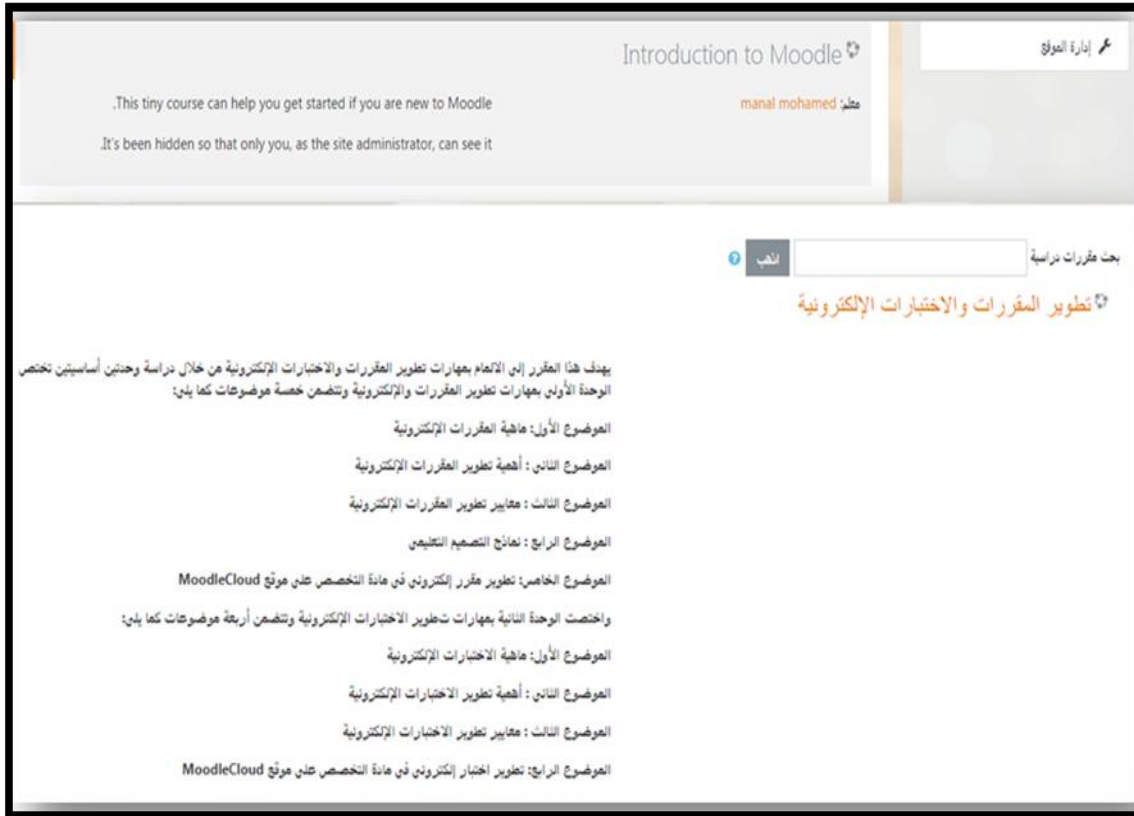 إدارة الموقع
Introduction to Moodle
معلم: manal mohamed
This tiny course can help you get started if you are new to Moodle.
It's been hidden so that only you, as the site administrator, can see it.
بحث مقررات دراسية
اذهب
تطوير المقررات والاختبارات الإلكترونية
يهدف هذا المقرر إلى الالمام بمهارات تطوير المقررات والاختبارات الإلكترونية من خلال دراسة وحدتين أساسيتين تختص
الوحدة الأولى بمهارات تطوير المقررات والإلكترونية وتتضمن خمسة موضوعات كما يلي:
الموضوع الأول: ماهية المقررات الإلكترونية
الموضوع الثاني : أهمية تطوير المقررات الإلكترونية
الموضوع الثالث : معايير تطوير المقررات الإلكترونية
الموضوع الرابع : نماذج التصميم التعليمي
الموضوع الخامس: تطوير مقرر إلكتروني في مادة التخصص على موقع MoodleCloud
واختصت الوحدة الثانية بمهارات تطوير الاختبارات الإلكترونية وتتضمن أربعة موضوعات كما يلي:
الموضوع الأول: ماهية الاختبارات الإلكترونية
الموضوع الثاني : أهمية تطوير الاختبارات الإلكترونية
الموضوع الثالث : معايير تطوير الاختبارات الإلكترونية
الموضوع الرابع: تطوير اختبار إلكتروني في مادة التخصص على موقع MoodleCloud